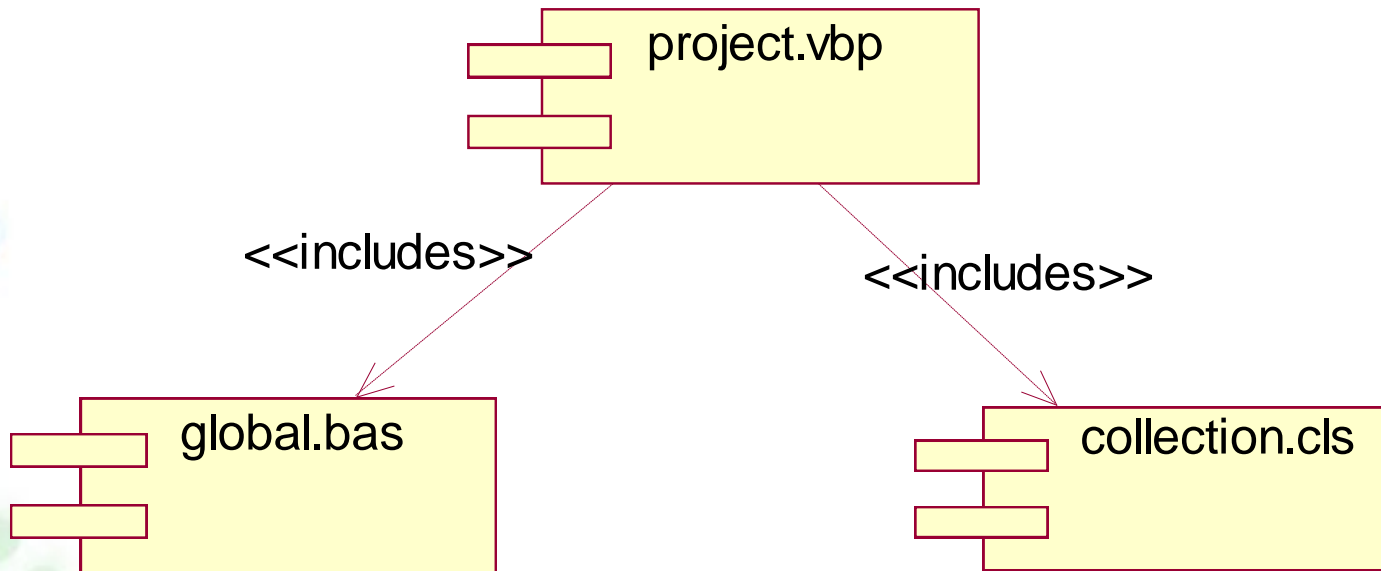 project.vbp
<<includes>>
<<includes>>
global.bas
collection.cls